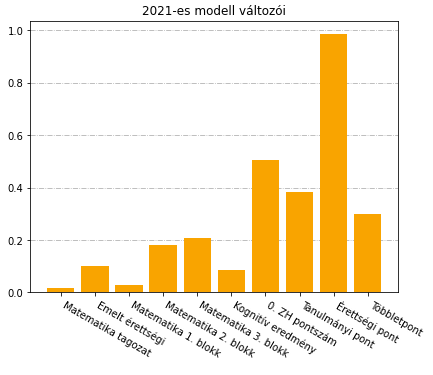 2021-es modell változói
1.0
0.8
0.6
0.4
0.2
0.0
Matematika tagozat
Emelt érettségi
Matematika 1. blokk
Matematika 2. blokk
Matematika 3. blokk
Kognitív eredmény
0. ZH pontszám
Tanulmányi pont
Érettségi pont
Többletpont